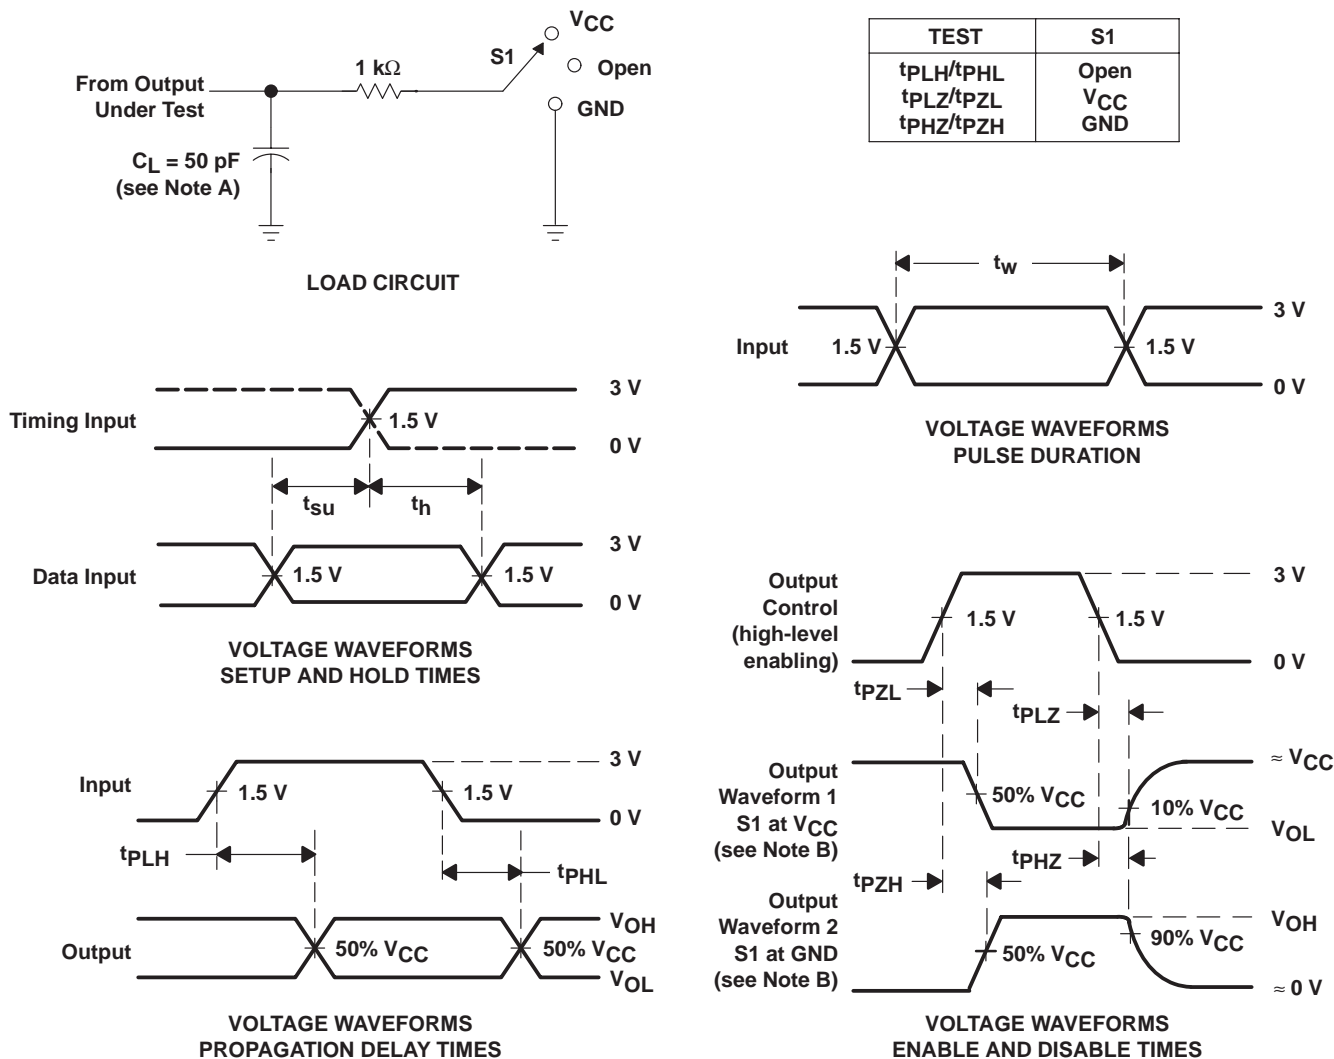 VCC
S1
Open
GND
1 kΩ
From Output
Under Test
CL = 50 pF
(see Note A)
LOAD CIRCUIT
TEST S1
tPLH/tPHL Open
tPLZ/tPZL VCC
tPHZ/tPZH GND
tw
3 V
Input 1.5 V 1.5 V
0 V
VOLTAGE WAVEFORMS
PULSE DURATION
3 V
Timing Input 1.5 V
0 V
tsu th
3 V
Data Input 1.5 V 1.5 V
0 V
VOLTAGE WAVEFORMS
SETUP AND HOLD TIMES
3 V
Input 1.5 V 1.5 V
0 V
tPLH tPHL
VOH
Output 50% VCC 50% VCC
VOL
VOLTAGE WAVEFORMS
PROPAGATION DELAY TIMES
Output
Control
(high-level
enabling)
3 V
1.5 V 1.5 V
0 V
tPZL tPLZ
Output
Waveform 1
S1 at VCC
(see Note B)
≈ VCC
50% VCC 10% VCC
VOL
tPZH tPHZ
Output
Waveform 2
S1 at GND
(see Note B)
VOH
50% VCC 90% VCC
≈ 0 V
VOLTAGE WAVEFORMS
ENABLE AND DISABLE TIMES